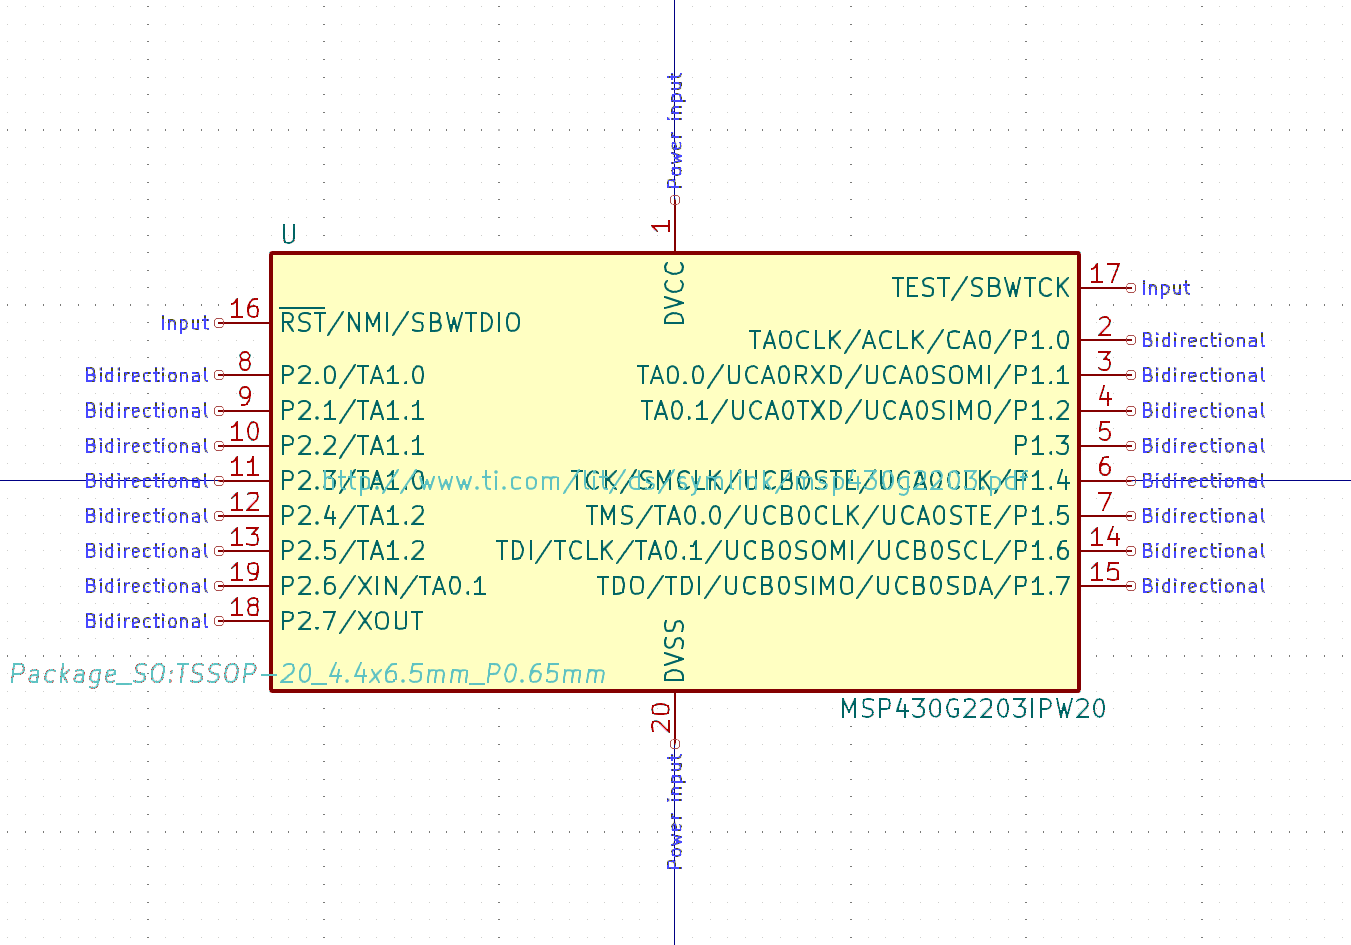 Power input
1
U
DVCC
17
TEST/SBWTCK
Input
Input
16
RST/NMI/SBWTDIO
2
TA0CLK/ACLK/CA0/P1.0
Bidirectional
Bidirectional
8
P2.0/TA1.0
3
TA0.0/UCA0RXD/UCA0SOMI/P1.1
Bidirectional
Bidirectional
9
P2.1/TA1.1
4
TA0.1/UCA0TXD/UCA0SIMO/P1.2
Bidirectional
Bidirectional
10
P2.2/TA1.1
5
P1.3
Bidirectional
Bidirectional
11
P2.3/TA1.0
http://www.ti.com/lit/ds/symlink/msp430g2203.pdf
6
TCK/SMCLK/UCB0STE/UCA0CLK/P1.4
Bidirectional
Bidirectional
12
P2.4/TA1.2
7
TMS/TA0.0/UCB0CLK/UCA0STE/P1.5
Bidirectional
Bidirectional
13
P2.5/TA1.2
14
TDI/TCLK/TA0.1/UCB0SOMI/UCB0SCL/P1.6
Bidirectional
Bidirectional
19
P2.6/XIN/TA0.1
15
TDO/TDI/UCB0SIMO/UCB0SDA/P1.7
Bidirectional
Bidirectional
18
P2.7/XOUT
DVSS
Package_SO:TSSOP-20_4.4x6.5mm_P0.65mm
MSP430G2203IPW20
20
Power input